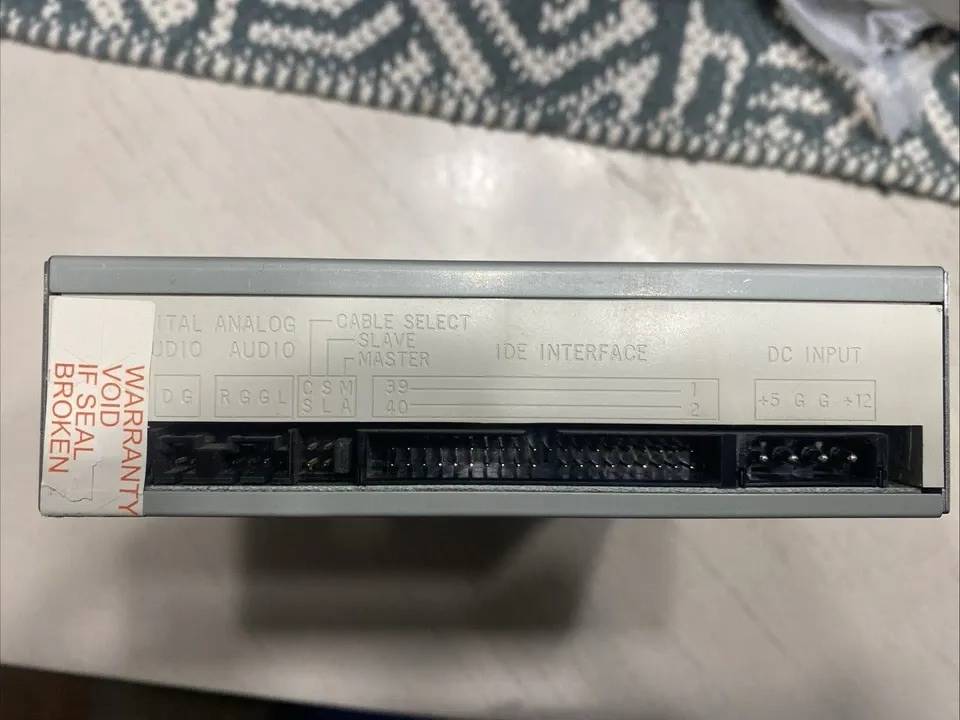 WARRANTY
VOID
IF SEAL
BROKEN
ITAL ANALOG
UDIO AUDIO
D G
R G G L
CABLE SELECT
SLAVE
MASTER
C S M
S L A
IDE INTERFACE
39 1
40 2
DC INPUT
+5 G G +12